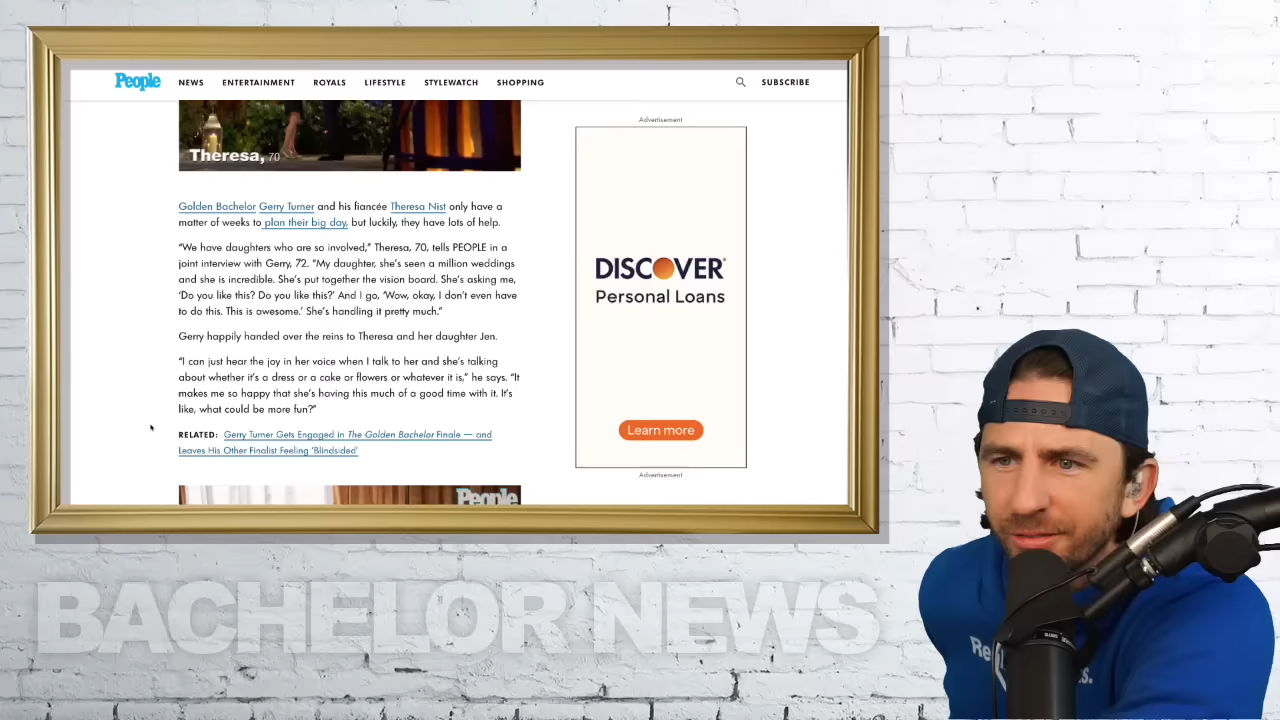 People NEWS ENTERTAINMENT ROYALS LIFESTYLE STYLEWATCH SHOPPING SUBSCRIBE
Theresa, 70
Golden Bachelor Gerry Turner and his fiancée Theresa Nist only have a
matter of weeks to plan their big day, but luckily, they have lots of help.
“We have daughters who are so involved,” Theresa, 70, tells PEOPLE in a
joint interview with Gerry, 72. “My daughter, she’s seen a million weddings
and she is incredible. She’s put together the vision board. She’s asking me,
‘Do you like this? Do you like this?’ And I go, ‘Wow, okay, I don’t even have
to do this. This is awesome.’ She’s handling it pretty much.”
Gerry happily handed over the reins to Theresa and her daughter Jen.
“I can just hear the joy in her voice when I talk to her and she’s talking
about whether it’s a dress or a cake or flowers or whatever it is,” he says. “It
makes me so happy that she’s having this much of a good time with it. It’s
like, what could be more fun?”
RELATED: Gerry Turner Gets Engaged in The Golden Bachelor Finale — and
Leaves His Other Finalist Feeling ‘Blindsided’
People
Advertisement
DISCOVER
Personal Loans
Learn more
Advertisement
BACHELOR NEWS